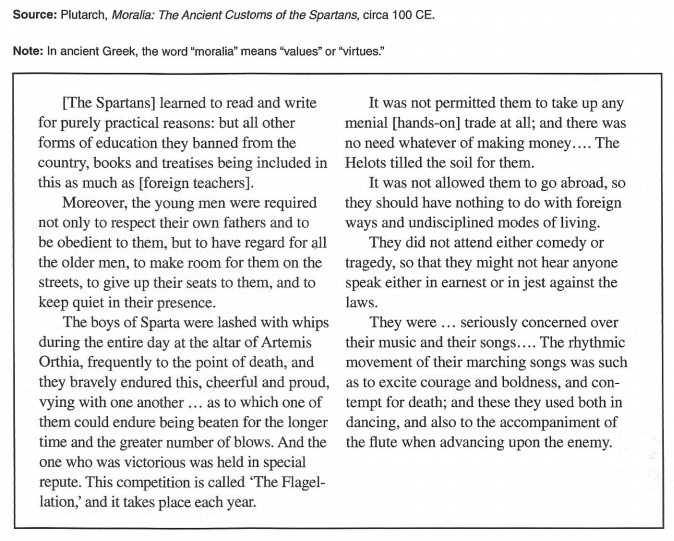 Source: Plutarch, Moralia: The Ancient Customs of the Spartans, circa 100 CE.
Note: In ancient Greek, the word “moralia” means “values” or “virtues.”
[The Spartans] learned to read and write
for purely practical reasons: but all other
forms of education they banned from the
country, books and treatises being included in
this as much as [foreign teachers].
Moreover, the young men were required
not only to respect their own fathers and to
be obedient to them, but to have regard for all
the older men, to make room for them on the
streets, to give up their seats to them, and to
keep quiet in their presence.
The boys of Sparta were lashed with whips
during the entire day at the altar of Artemis
Orthia, frequently to the point of death, and
they bravely endured this, cheerful and proud,
vying with one another ... as to which one of
them could endure being beaten for the longer
time and the greater number of blows. And the
one who was victorious was held in special
repute. This competition is called ‘The Flagel-
lation,’ and it takes place each year.
It was not permitted them to take up any
menial [hands-on] trade at all; and there was
no need whatever of making money.... The
Helots tilled the soil for them.
It was not allowed them to go abroad, so
they should have nothing to do with foreign
ways and undisciplined modes of living.
They did not attend either comedy or
tragedy, so that they might not hear anyone
speak either in earnest or in jest against the
laws.
They were ... seriously concerned over
their music and their songs.... The rhythmic
movement of their marching songs was such
as to excite courage and boldness, and con-
tempt for death; and these they used both in
dancing, and also to the accompaniment of
the flute when advancing upon the enemy.